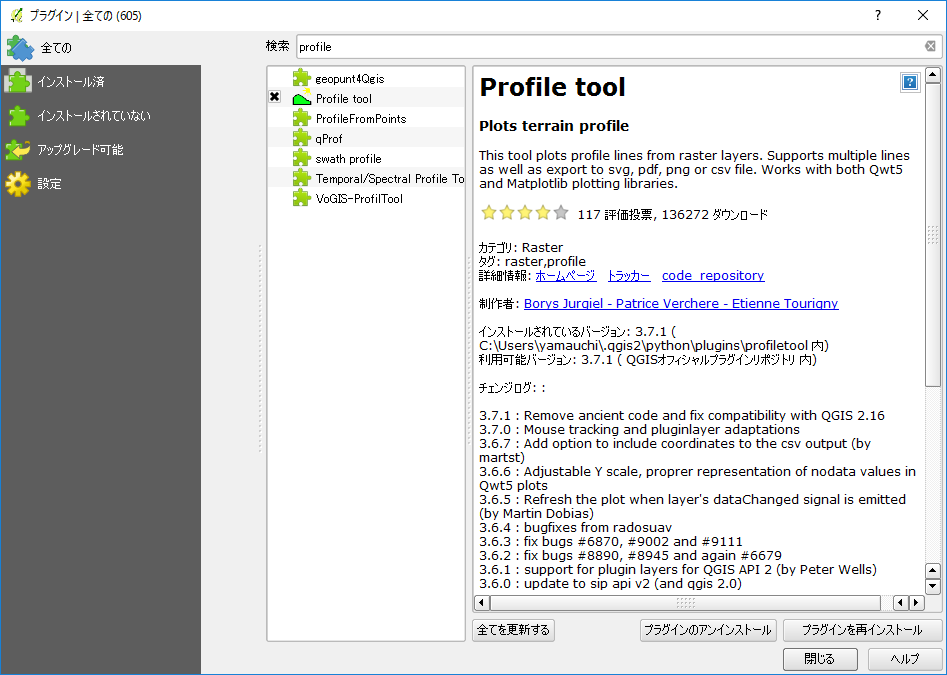 プラグイン | 全ての (605)
?
全ての
インストール済
インストールされていない
アップグレード可能
設定
検索 profile
geopunt4Qgis
Profile tool
ProfileFromPoints
qProf
swath profile
Temporal/Spectral Profile To
VoGIS-ProfilTool
Profile tool
?
Plots terrain profile
This tool plots profile lines from raster layers. Supports multiple lines
as well as export to svg, pdf, png or csv file. Works with both Qwt5
and Matplotlib plotting libraries.
117 評価投票, 136272 ダウンロード
カテゴリ: Raster
タグ: raster,profile
詳細情報: ホームページ トラッカー code_repository
制作者: Borys Jurgiel - Patrice Verchere - Etienne Tourigny
インストールされているバージョン: 3.7.1 (
C:\Users\yamauchi\.qgis2\python\plugins\profiletool 内)
利用可能バージョン: 3.7.1 ( QGISオフィシャルプラグインリポジトリ 内)
チェンジログ: :
3.7.1 : Remove ancient code and fix compatibility with QGIS 2.16
3.7.0 : Mouse tracking and pluginlayer adaptations
3.6.7 : Add option to include coordinates to the csv output (by
martst)
3.6.6 : Adjustable Y scale, proprer representation of nodata values in
Qwt5 plots
3.6.5 : Refresh the plot when layer's dataChanged signal is emitted
(by Martin Dobias)
3.6.4 : bugfixes from radosuav
3.6.3 : fix bugs #6870, #9002 and #9111
3.6.2 : fix bugs #8890, #8945 and again #6679
3.6.1 : support for plugin layers for QGIS API 2 (by Peter Wells)
3.6.0 : update to sip api v2 (and qgis 2.0)
全てを更新する
プラグインのアンインストール
プラグインを再インストール
閉じる
ヘルプ